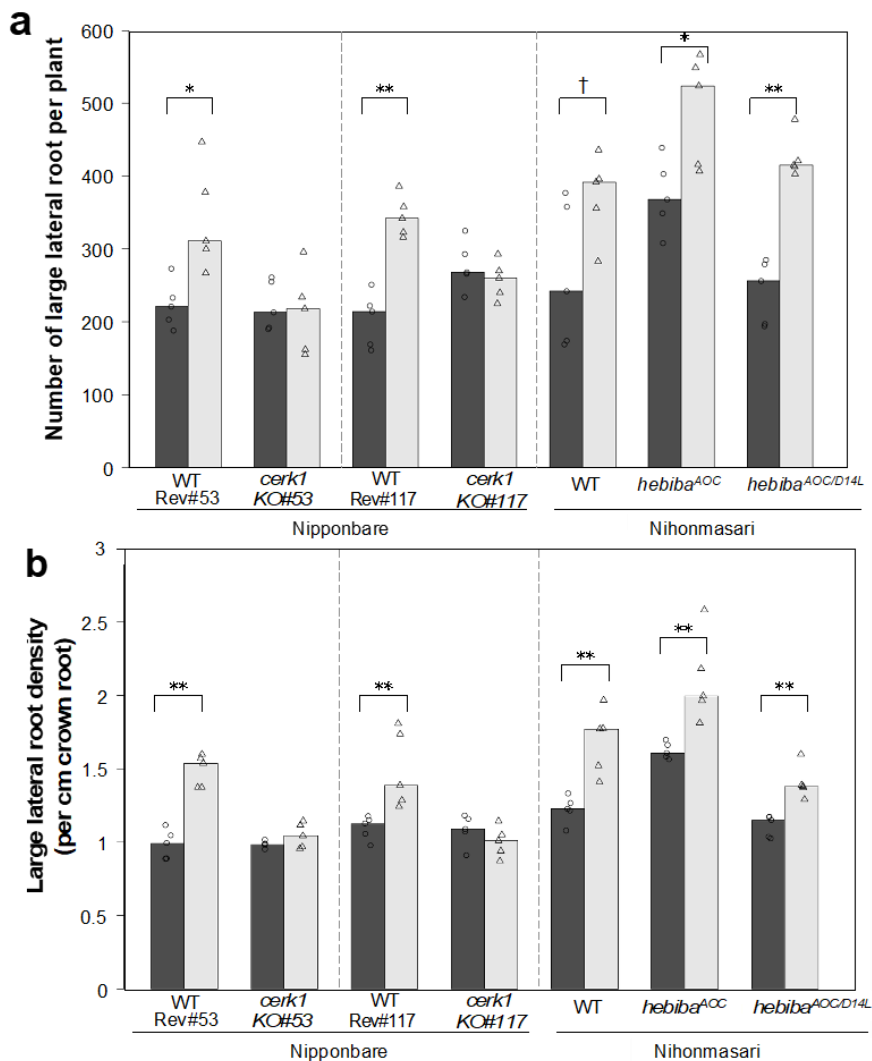 a
Number of large lateral root per plant
600
500
400
300
200
100
0
*
**
†
*
**
WT cerk1 WT cerk1 WT hebibaAOC hebibaAOC/D14L
Rev#53 KO#53 Rev#117 KO#117
Nipponbare Nihonmasari
b
Large lateral root density
(per cm crown root)
3
2.5
2
1.5
1
0.5
0
**
**
**
**
**
WT cerk1 WT cerk1 WT hebibaAOC hebibaAOC/D14L
Rev#53 KO#53 Rev#117 KO#117
Nipponbare Nihonmasari